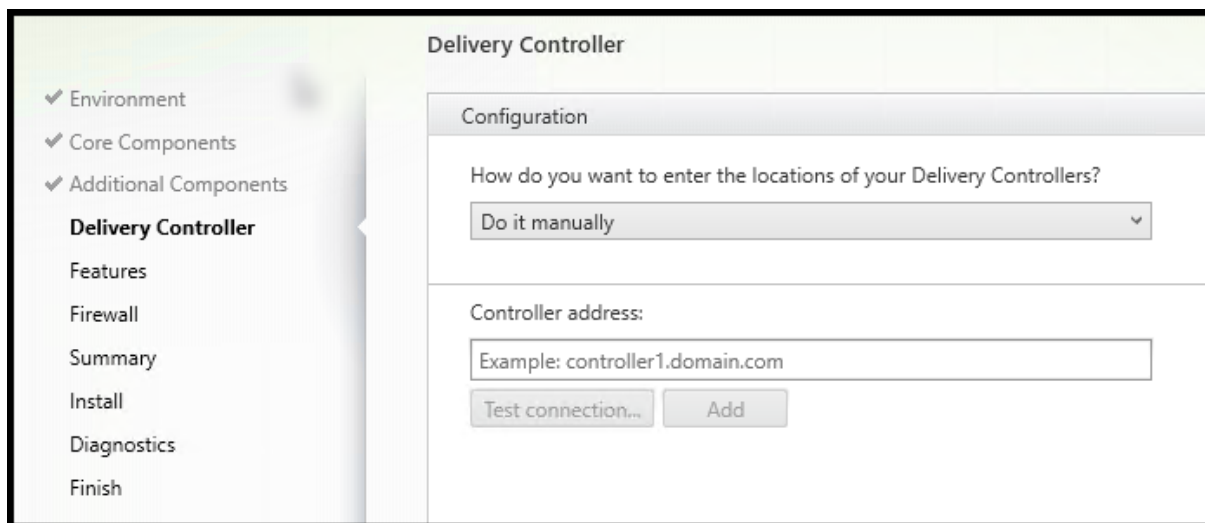 Delivery Controller
Environment
Core Components
Additional Components
Delivery Controller
Features
Firewall
Summary
Install
Diagnostics
Finish
Configuration
How do you want to enter the locations of your Delivery Controllers?
Do it manually
Controller address:
Example: controller1.domain.com
Test connection...
Add